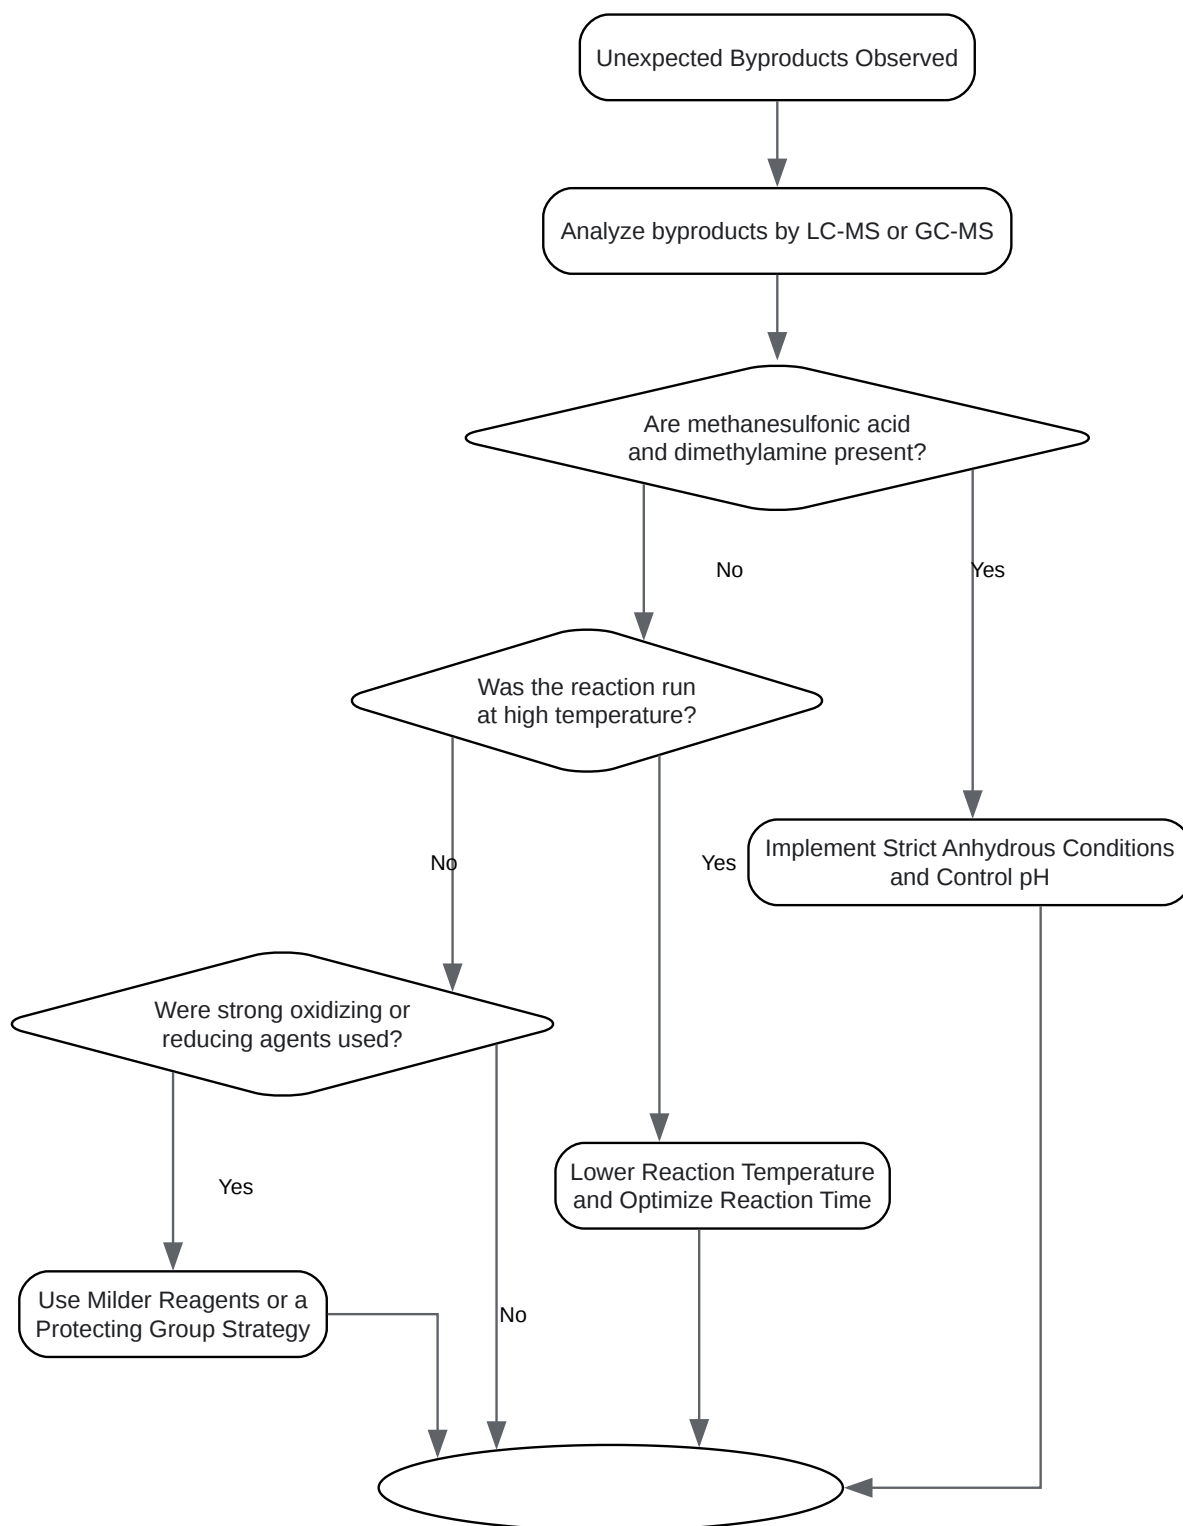 Unexpected Byproducts Observed
Analyze byproducts by LC-MS or GC-MS
Are methanesulfonic acid
and dimethylamine present?
No
Yes
Was the reaction run
at high temperature?
No
Yes
Implement Strict Anhydrous Conditions
and Control pH
Were strong oxidizing or
reducing agents used?
Yes
Lower Reaction Temperature
and Optimize Reaction Time
Use Milder Reagents or a
Protecting Group Strategy
No